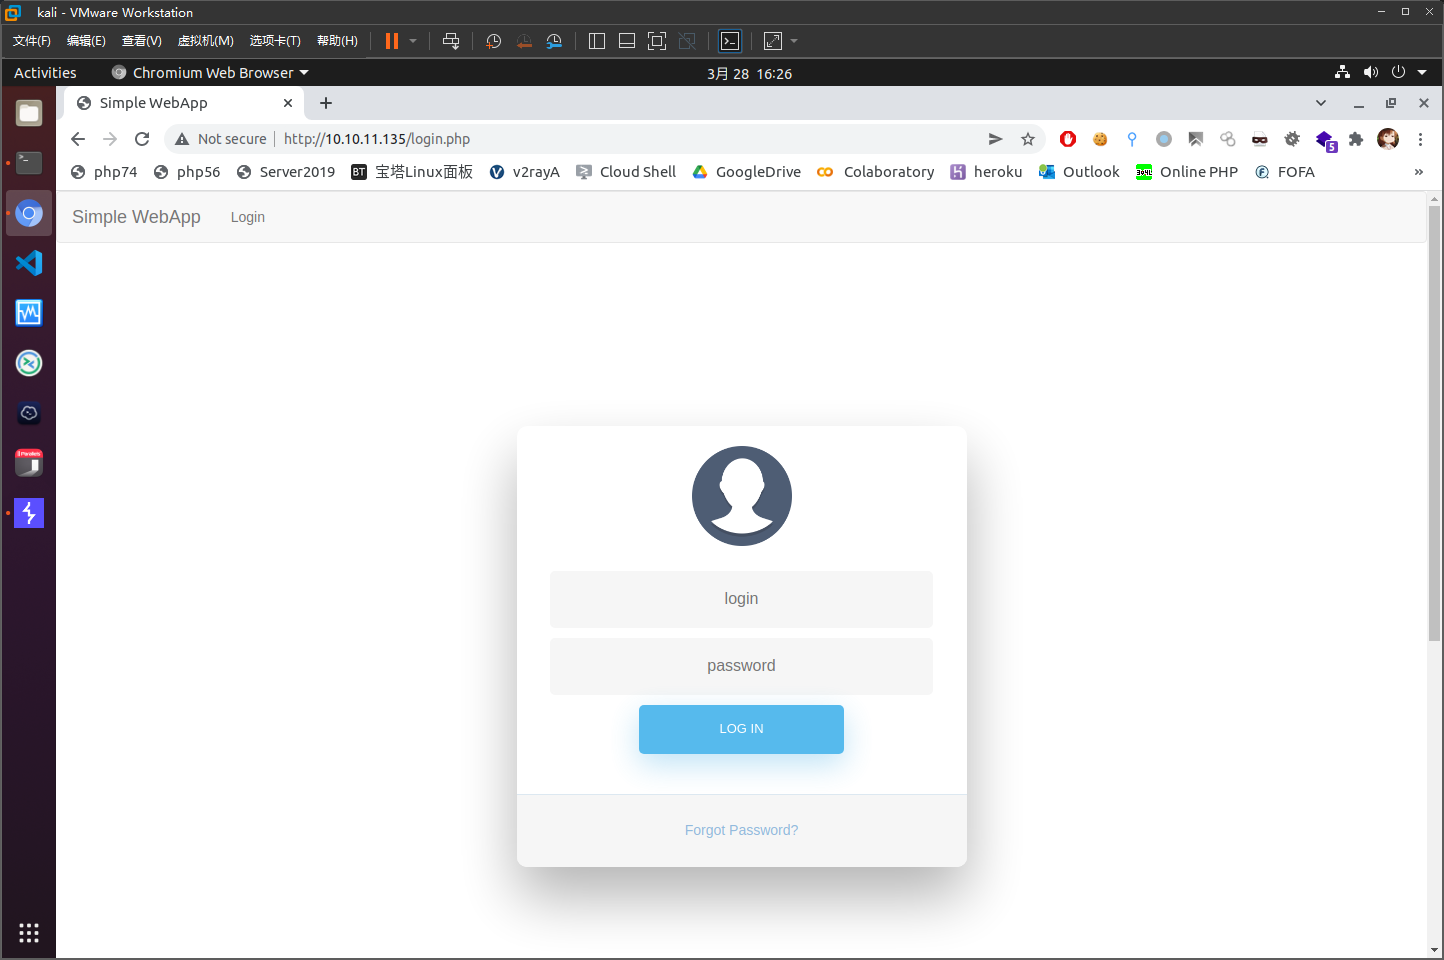 kali - VMware Workstation
文件(F) 编辑(E) 查看(V) 虚拟机(M) 选项卡(T) 帮助(H)
Activities Chromium Web Browser 3月 28 16:26
Simple WebApp
Not secure http://10.10.11.135/login.php
5
php74 php56 Server2019 BT 宝塔Linux面板 v2rayA Cloud Shell GoogleDrive Colaboratory heroku Outlook Online PHP FOFA »
Simple WebApp Login
login
password
LOG IN
Forgot Password?